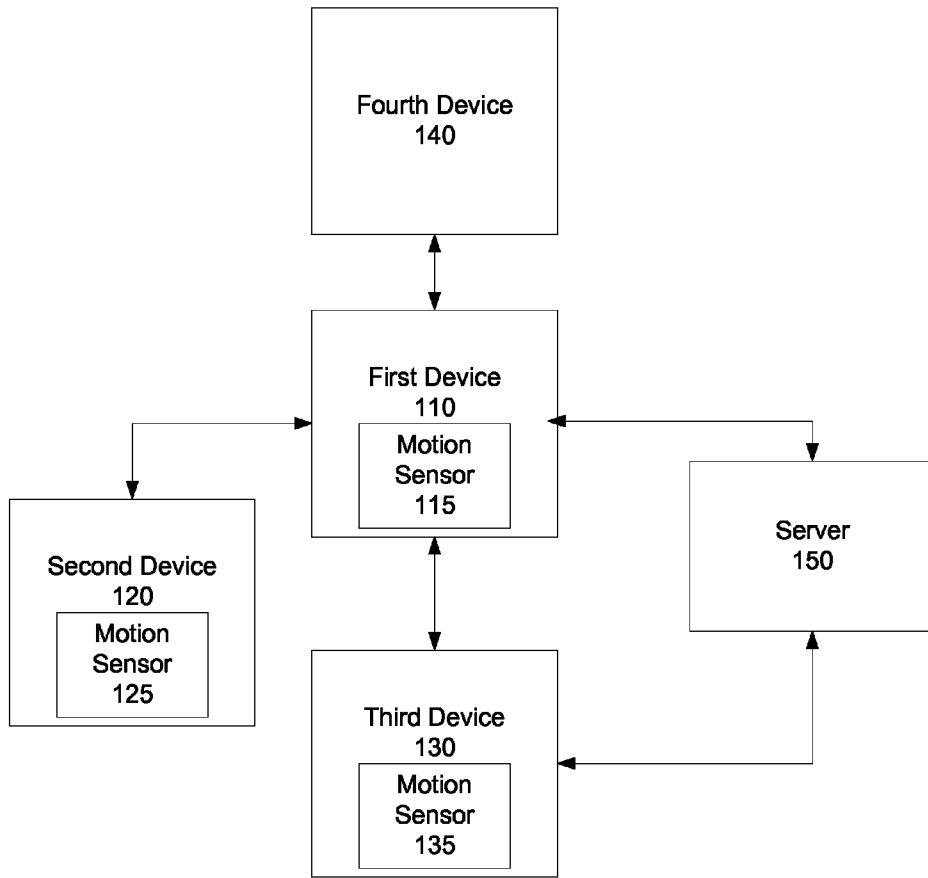 Fourth Device
140
First Device
110
Motion
Sensor
115
Second Device
120
Motion
Sensor
125
Server
150
Third Device
130
Motion
Sensor
135